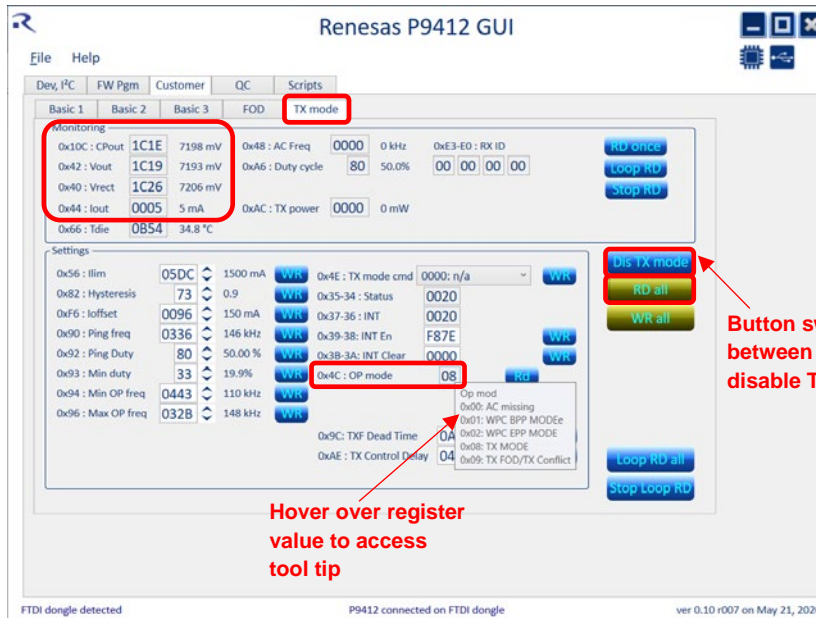 Renesas P9412 GUI
File Help
Dev, I²C FW Pgm Customer QC Scripts
Basic 1 Basic 2 Basic 3 FOD TX mode
Monitoring
0x10C : CPout 1C1E 7198 mV 0x48 : AC Freq 0000 0 kHz 0xE3-E0 : RX ID RD once
0x42 : Vout 1C19 7193 mV 0xA6 : Duty cycle 80 50.0% 00 00 00 00 Loop RD
0x40 : Vrect 1C26 7206 mV Stop RD
0x44 : Iout 0005 5 mA 0xAC : TX power 0000 0 mW
0x66 : Tdie 0B54 34.8 °C
Settings
0x56 : Ilim 05DC 1500 mA WR 0x4E : TX mode cmd 0000: n/a WR Dis TX mode
0x82 : Hysteresis 73 0.9 WR 0x35-34 : Status 0020 RD all
0xF6 : Ioffset 0096 150 mA WR 0x37-36 : INT 0020 WR all
0x90 : Ping freq 0336 146 kHz WR 0x39-38: INT En F87E WR
0x92 : Ping Duty 80 50.00 % WR 0x3B-3A: INT Clear 0000 WR
0x93 : Min duty 33 19.9% WR 0x4C : OP mode 08 Rd
0x94 : Min OP freq 0443 110 kHz WR
0x96 : Max OP freq 032B 148 kHz WR
Op mod
0x00: AC missing
0x01: WPC BPP MODEe
0x02: WPC EPP MODE
0x08: TX MODE
0x09: TX FOD/TX Conflict
0x9C: TXF Dead Time 0A
0xAE : TX Control Delay 04
Loop RD all
Stop Loop RD
Button
between
disable
Hover over register
value to access
tool tip
FTDI dongle detected P9412 connected on FTDI dongle ver 0.10 r007 on May 21,